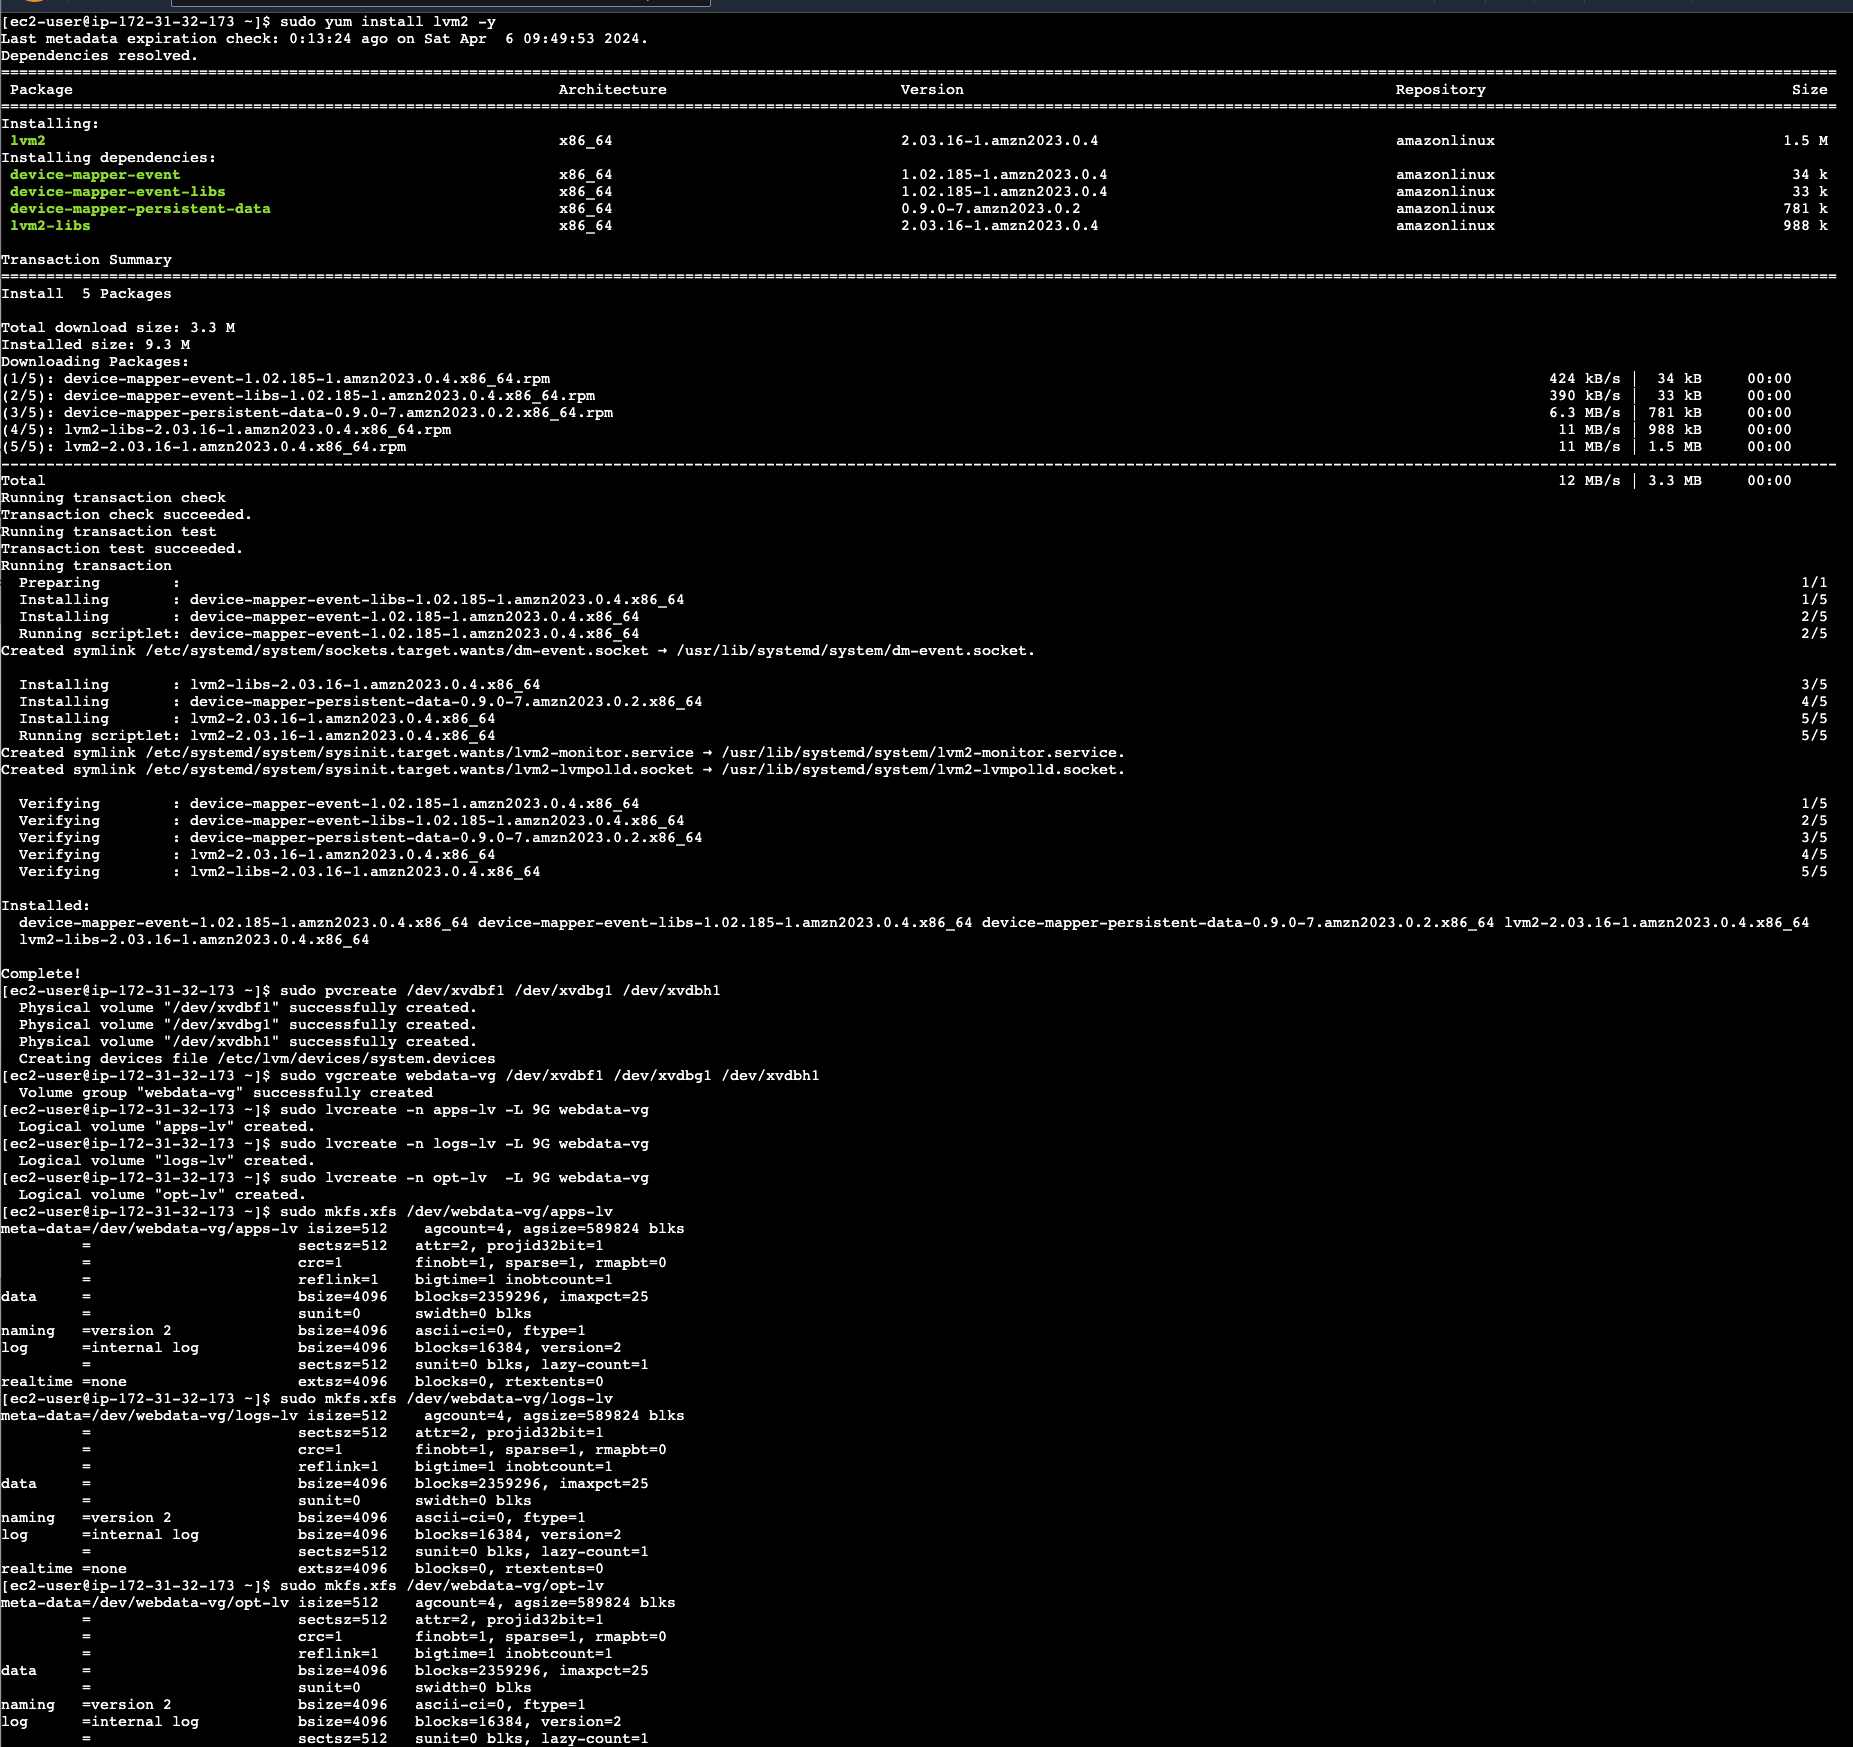 [ec2-user@ip-172-31-32-173 ~]$ sudo yum install lvm2 -y
Last metadata expiration check: 0:13:24 ago on Sat Apr  6 09:49:53 2024.
Dependencies resolved.
Package Architecture Version Repository Size
Installing:
lvm2 x86_64 2.03.16-1.amzn2023.0.4 amazonlinux 1.5 M
Installing dependencies:
device-mapper-event x86_64 1.02.185-1.amzn2023.0.4 amazonlinux 34 k
device-mapper-event-libs x86_64 1.02.185-1.amzn2023.0.4 amazonlinux 33 k
device-mapper-persistent-data x86_64 0.9.0-7.amzn2023.0.2 amazonlinux 781 k
lvm2-libs x86_64 2.03.16-1.amzn2023.0.4 amazonlinux 988 k
Transaction Summary
Install  5 Packages
Total download size: 3.3 M
Installed size: 9.3 M
Downloading Packages:
(1/5): device-mapper-event-1.02.185-1.amzn2023.0.4.x86_64.rpm 424 kB/s | 34 kB 00:00
(2/5): device-mapper-event-libs-1.02.185-1.amzn2023.0.4.x86_64.rpm 390 kB/s | 33 kB 00:00
(3/5): device-mapper-persistent-data-0.9.0-7.amzn2023.0.2.x86_64.rpm 6.3 MB/s | 781 kB 00:00
(4/5): lvm2-libs-2.03.16-1.amzn2023.0.4.x86_64.rpm 11 MB/s | 988 kB 00:00
(5/5): lvm2-2.03.16-1.amzn2023.0.4.x86_64.rpm 11 MB/s | 1.5 MB 00:00
Total 12 MB/s | 3.3 MB 00:00
Running transaction check
Transaction check succeeded.
Running transaction test
Transaction test succeeded.
Running transaction
Preparing : 1/1
Installing : device-mapper-event-libs-1.02.185-1.amzn2023.0.4.x86_64 1/5
Installing : device-mapper-event-1.02.185-1.amzn2023.0.4.x86_64 2/5
Running scriptlet: device-mapper-event-1.02.185-1.amzn2023.0.4.x86_64 2/5
Created symlink /etc/systemd/system/sockets.target.wants/dm-event.socket → /usr/lib/systemd/system/dm-event.socket.
Installing : lvm2-libs-2.03.16-1.amzn2023.0.4.x86_64 3/5
Installing : device-mapper-persistent-data-0.9.0-7.amzn2023.0.2.x86_64 4/5
Installing : lvm2-2.03.16-1.amzn2023.0.4.x86_64 5/5
Running scriptlet: lvm2-2.03.16-1.amzn2023.0.4.x86_64 5/5
Created symlink /etc/systemd/system/sysinit.target.wants/lvm2-monitor.service → /usr/lib/systemd/system/lvm2-monitor.service.
Created symlink /etc/systemd/system/sysinit.target.wants/lvm2-lvmpolld.socket → /usr/lib/systemd/system/lvm2-lvmpolld.socket.
Verifying : device-mapper-event-1.02.185-1.amzn2023.0.4.x86_64 1/5
Verifying : device-mapper-event-libs-1.02.185-1.amzn2023.0.4.x86_64 2/5
Verifying : device-mapper-persistent-data-0.9.0-7.amzn2023.0.2.x86_64 3/5
Verifying : lvm2-2.03.16-1.amzn2023.0.4.x86_64 4/5
Verifying : lvm2-libs-2.03.16-1.amzn2023.0.4.x86_64 5/5
Installed:
device-mapper-event-1.02.185-1.amzn2023.0.4.x86_64 device-mapper-event-libs-1.02.185-1.amzn2023.0.4.x86_64 device-mapper-persistent-data-0.9.0-7.amzn2023.0.2.x86_64 lvm2-2.03.16-1.amzn2023.0.4.x86_64
lvm2-libs-2.03.16-1.amzn2023.0.4.x86_64
Complete!
[ec2-user@ip-172-31-32-173 ~]$ sudo pvcreate /dev/xvdbf1 /dev/xvdbg1 /dev/xvdbh1
Physical volume "/dev/xvdbf1" successfully created.
Physical volume "/dev/xvdbg1" successfully created.
Physical volume "/dev/xvdbh1" successfully created.
Creating devices file /etc/lvm/devices/system.devices
[ec2-user@ip-172-31-32-173 ~]$ sudo vgcreate webdata-vg /dev/xvdbf1 /dev/xvdbg1 /dev/xvdbh1
Volume group "webdata-vg" successfully created
[ec2-user@ip-172-31-32-173 ~]$ sudo lvcreate -n apps-lv -L 9G webdata-vg
Logical volume "apps-lv" created.
[ec2-user@ip-172-31-32-173 ~]$ sudo lvcreate -n logs-lv -L 9G webdata-vg
Logical volume "logs-lv" created.
[ec2-user@ip-172-31-32-173 ~]$ sudo lvcreate -n opt-lv  -L 9G webdata-vg
Logical volume "opt-lv" created.
[ec2-user@ip-172-31-32-173 ~]$ sudo mkfs.xfs /dev/webdata-vg/apps-lv
meta-data=/dev/webdata-vg/apps-lv isize=512    agcount=4, agsize=589824 blks
= sectsz=512 attr=2, projid32bit=1
= crc=1 finobt=1, sparse=1, rmapbt=0
= reflink=1 bigtime=1 inobtcount=1
data = bsize=4096 blocks=2359296, imaxpct=25
= sunit=0 swidth=0 blks
naming =version 2 bsize=4096 ascii-ci=0, ftype=1
log =internal log bsize=4096 blocks=16384, version=2
= sectsz=512 sunit=0 blks, lazy-count=1
realtime =none extsz=4096 blocks=0, rtextents=0
[ec2-user@ip-172-31-32-173 ~]$ sudo mkfs.xfs /dev/webdata-vg/logs-lv
meta-data=/dev/webdata-vg/logs-lv isize=512    agcount=4, agsize=589824 blks
= sectsz=512 attr=2, projid32bit=1
= crc=1 finobt=1, sparse=1, rmapbt=0
= reflink=1 bigtime=1 inobtcount=1
data = bsize=4096 blocks=2359296, imaxpct=25
= sunit=0 swidth=0 blks
naming =version 2 bsize=4096 ascii-ci=0, ftype=1
log =internal log bsize=4096 blocks=16384, version=2
= sectsz=512 sunit=0 blks, lazy-count=1
realtime =none extsz=4096 blocks=0, rtextents=0
[ec2-user@ip-172-31-32-173 ~]$ sudo mkfs.xfs /dev/webdata-vg/opt-lv
meta-data=/dev/webdata-vg/opt-lv isize=512    agcount=4, agsize=589824 blks
= sectsz=512 attr=2, projid32bit=1
= crc=1 finobt=1, sparse=1, rmapbt=0
= reflink=1 bigtime=1 inobtcount=1
data = bsize=4096 blocks=2359296, imaxpct=25
= sunit=0 swidth=0 blks
naming =version 2 bsize=4096 ascii-ci=0, ftype=1
log =internal log bsize=4096 blocks=16384, version=2
= sectsz=512 sunit=0 blks, lazy-count=1